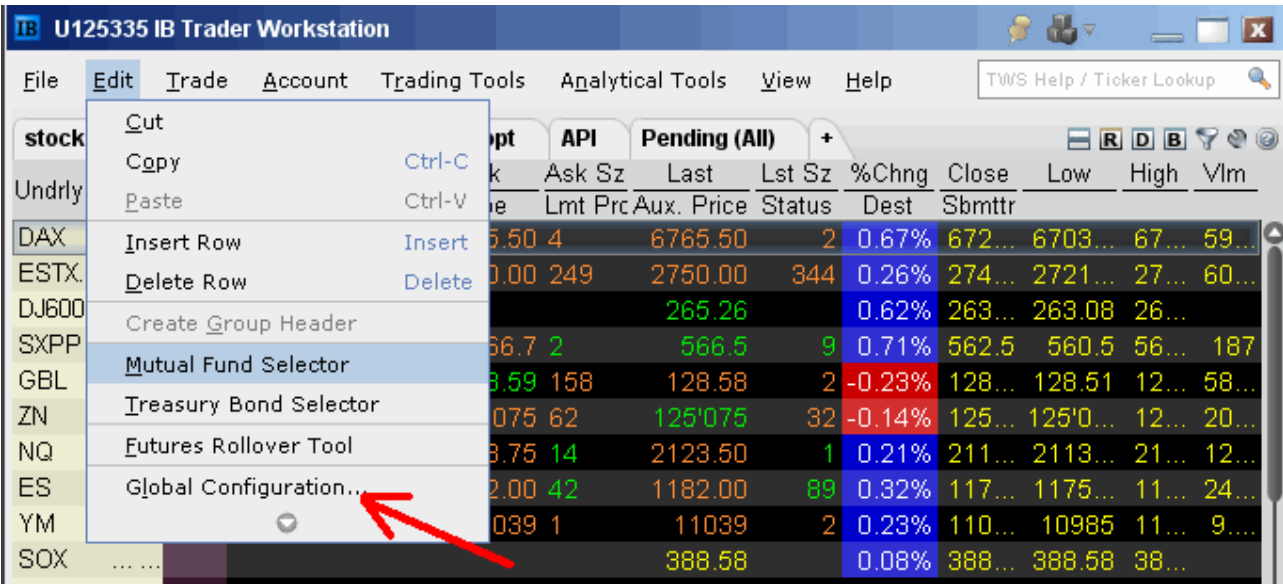 IB U125335 IB Trader Workstation
File Edit Trade Account Trading Tools Analytical Tools View Help TWS Help / Ticker Lookup
stock opt API Pending (All) + R D B
Undrly k Ask Sz Last Lst Sz %Chng Close Low High Vlm
e Lmt Prc Aux. Price Status Dest Sbmttr
Cut
Copy Ctrl-C
Paste Ctrl-V
Insert Row Insert
Delete Row Delete
Create Group Header
Mutual Fund Selector
Treasury Bond Selector
Futures Rollover Tool
Global Configuration...
DAX 5.50 4 6765.50 2 0.67% 672... 6703... 67... 59...
ESTX. 0.00 249 2750.00 344 0.26% 274... 2721... 27... 60...
DJ600 265.26 0.62% 263... 263.08 26...
SXPP 66.7 2 566.5 9 0.71% 562.5 560.5 56... 187
GBL 8.59 158 128.58 2 -0.23% 128... 128.51 12... 58...
ZN 075 62 125'075 32 -0.14% 125... 125'0... 12... 20...
NQ 3.75 14 2123.50 1 0.21% 211... 2113... 21... 12...
ES 2.00 42 1182.00 89 0.32% 117... 1175... 11... 24...
YM 039 1 11039 2 0.23% 110... 10985 11... 9....
SOX ... ... 388.58 0.08% 388... 388.58 38...